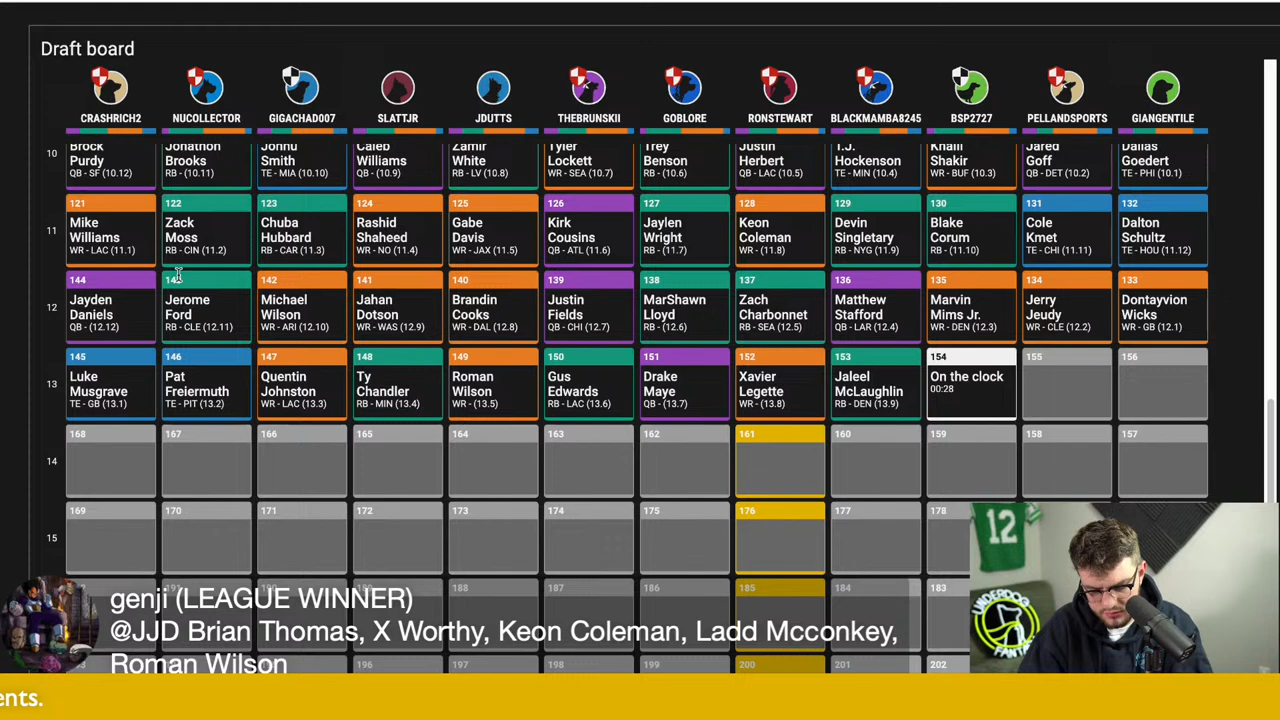 Draft board
CRASHRICH2 NUCOLLECTOR GIGACHAD007 SLATTJR JDUTTS THEBRUNSKII GOBLORE RONSTEWART BLACKMAMBA8245 BSP2727 PELLANDSPORTS GIANGENTILE
10 Brock Jonathon Jonnu Caleb Zamir Tyler Trey Justin T.J. Khalil Jared Dallas
Purdy Brooks Smith Williams White Lockett Benson Herbert Hockenson Shakir Goff Goedert
QB - SF (10.12) RB - (10.11) TE - MIA (10.10) QB - (10.9) RB - LV (10.8) WR - SEA (10.7) RB - (10.6) QB - LAC (10.5) TE - MIN (10.4) WR - BUF (10.3) QB - DET (10.2) TE - PHI (10.1)
121 122 123 124 125 126 127 128 129 130 131 132
Mike Zack Chuba Rashid Gabe Kirk Jaylen Keon Devin Blake Cole Dalton
11 Williams Moss Hubbard Shaheed Davis Cousins Wright Coleman Singletary Corum Kmet Schultz
WR - LAC (11.1) RB - CIN (11.2) RB - CAR (11.3) WR - NO (11.4) WR - JAX (11.5) QB - ATL (11.6) RB - (11.7) WR - (11.8) RB - NYG (11.9) RB - (11.10) TE - CHI (11.11) TE - HOU (11.12)
144 142 141 140 139 138 137 136 135 134 133
Jayden Jerome Michael Jahan Brandin Justin MarShawn Zach Matthew Marvin Jerry Dontayvion
12 Daniels Ford Wilson Dotson Cooks Fields Lloyd Charbonnet Stafford Mims Jr. Jeudy Wicks
QB - (12.12) RB - CLE (12.11) WR - ARI (12.10) WR - WAS (12.9) WR - DAL (12.8) QB - CHI (12.7) RB - (12.6) RB - SEA (12.5) QB - LAR (12.4) WR - DEN (12.3) WR - CLE (12.2) WR - GB (12.1)
145 146 147 148 149 150 151 152 153 154 155 156
Luke Pat Quentin Ty Roman Gus Drake Xavier Jaleel On the clock
13 Musgrave Freiermuth Johnston Chandler Wilson Edwards Maye Legette McLaughlin 00:28
TE - GB (13.1) TE - PIT (13.2) WR - LAC (13.3) RB - MIN (13.4) WR - (13.5) RB - LAC (13.6) QB - (13.7) WR - (13.8) RB - DEN (13.9)
168 167 166 165 164 163 162 161 160 159 158 157
14
169 170 171 172 173 174 175 176 177 178
15
188 185 184 183
genji (LEAGUE WINNER)
@JJD Brian Thomas, X Worthy, Keon Coleman, Ladd Mcconkey,
Roman Wilson
196 197 198 199 200 201 202
12
UNDERDOG
FANTASY
ents.